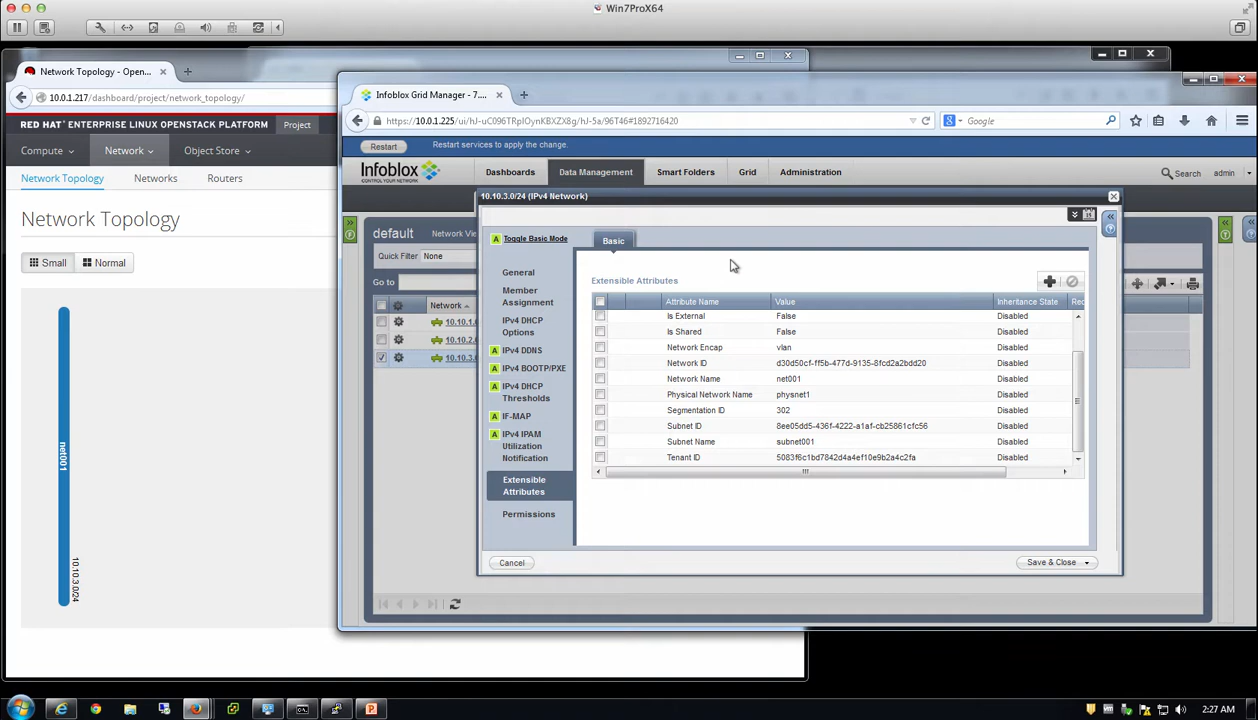 Win7ProX64
Network Topology - Open...
10.0.1.217/dashboard/project/network_topology/
RED HAT ENTERPRISE LINUX OPENSTACK PLATFORM Project
Compute Network Object Store
Network Topology Networks Routers
Network Topology
Small Normal
net001
10.10.3.0/24
Infoblox Grid Manager - 7....
Google
Restart Restart services to apply the change.
Infoblox
CONTROL YOUR NETWORK
Dashboards Data Management Smart Folders Grid Administration
Search admin
default Network View
Quick Filter None
Go to
Network
10.10.1.0
10.10.2.0
10.10.3.0
10.10.3.0/24 (IPv4 Network)
Toggle Basic Mode
Basic
General
Member
Assignment
IPv4 DHCP
Options
IPv4 DDNS
IPv4 BOOTP/PXE
IPv4 DHCP
Thresholds
IF-MAP
IPv4 IPAM
Utilization
Notification
Extensible
Attributes
Permissions
Extensible Attributes
Attribute Name Value Inheritance State Rec
Is External False Disabled
Is Shared False Disabled
Network Encap vlan Disabled
Network ID d30d50cf-ff5b-477d-9135-8fcd2a2bdd20 Disabled
Network Name net001 Disabled
Physical Network Name physnet1 Disabled
Segmentation ID 302 Disabled
Subnet ID 8ee05dd5-436f-4222-a1af-cb25861cfc56 Disabled
Subnet Name subnet001 Disabled
Tenant ID 5083f6c1bd7842d4a4ef10e9b2a4c2fa Disabled
Cancel Save & Close
2:27 AM